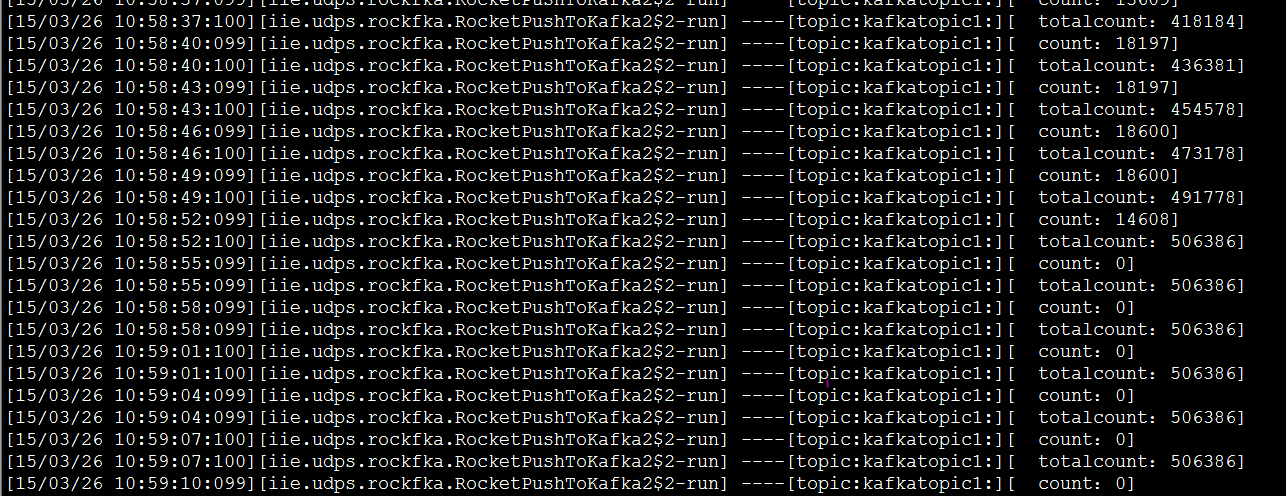 [15/03/26 10:58:37:099][iie.udps.rockfka.RocketPushToKafka2$2-run] ----[topic:kafkatopic1:][  count: 13609]
[15/03/26 10:58:37:100][iie.udps.rockfka.RocketPushToKafka2$2-run] ----[topic:kafkatopic1:][  totalcount: 418184]
[15/03/26 10:58:40:099][iie.udps.rockfka.RocketPushToKafka2$2-run] ----[topic:kafkatopic1:][  count: 18197]
[15/03/26 10:58:40:100][iie.udps.rockfka.RocketPushToKafka2$2-run] ----[topic:kafkatopic1:][  totalcount: 436381]
[15/03/26 10:58:43:099][iie.udps.rockfka.RocketPushToKafka2$2-run] ----[topic:kafkatopic1:][  count: 18197]
[15/03/26 10:58:43:100][iie.udps.rockfka.RocketPushToKafka2$2-run] ----[topic:kafkatopic1:][  totalcount: 454578]
[15/03/26 10:58:46:099][iie.udps.rockfka.RocketPushToKafka2$2-run] ----[topic:kafkatopic1:][  count: 18600]
[15/03/26 10:58:46:100][iie.udps.rockfka.RocketPushToKafka2$2-run] ----[topic:kafkatopic1:][  totalcount: 473178]
[15/03/26 10:58:49:099][iie.udps.rockfka.RocketPushToKafka2$2-run] ----[topic:kafkatopic1:][  count: 18600]
[15/03/26 10:58:49:100][iie.udps.rockfka.RocketPushToKafka2$2-run] ----[topic:kafkatopic1:][  totalcount: 491778]
[15/03/26 10:58:52:099][iie.udps.rockfka.RocketPushToKafka2$2-run] ----[topic:kafkatopic1:][  count: 14608]
[15/03/26 10:58:52:100][iie.udps.rockfka.RocketPushToKafka2$2-run] ----[topic:kafkatopic1:][  totalcount: 506386]
[15/03/26 10:58:55:099][iie.udps.rockfka.RocketPushToKafka2$2-run] ----[topic:kafkatopic1:][  count: 0]
[15/03/26 10:58:55:099][iie.udps.rockfka.RocketPushToKafka2$2-run] ----[topic:kafkatopic1:][  totalcount: 506386]
[15/03/26 10:58:58:099][iie.udps.rockfka.RocketPushToKafka2$2-run] ----[topic:kafkatopic1:][  count: 0]
[15/03/26 10:58:58:099][iie.udps.rockfka.RocketPushToKafka2$2-run] ----[topic:kafkatopic1:][  totalcount: 506386]
[15/03/26 10:59:01:100][iie.udps.rockfka.RocketPushToKafka2$2-run] ----[topic:kafkatopic1:][  count: 0]
[15/03/26 10:59:01:100][iie.udps.rockfka.RocketPushToKafka2$2-run] ----[topic:kafkatopic1:][  totalcount: 506386]
[15/03/26 10:59:04:099][iie.udps.rockfka.RocketPushToKafka2$2-run] ----[topic:kafkatopic1:][  count: 0]
[15/03/26 10:59:04:099][iie.udps.rockfka.RocketPushToKafka2$2-run] ----[topic:kafkatopic1:][  totalcount: 506386]
[15/03/26 10:59:07:100][iie.udps.rockfka.RocketPushToKafka2$2-run] ----[topic:kafkatopic1:][  count: 0]
[15/03/26 10:59:07:100][iie.udps.rockfka.RocketPushToKafka2$2-run] ----[topic:kafkatopic1:][  totalcount: 506386]
[15/03/26 10:59:10:099][iie.udps.rockfka.RocketPushToKafka2$2-run] ----[topic:kafkatopic1:][  count: 0]